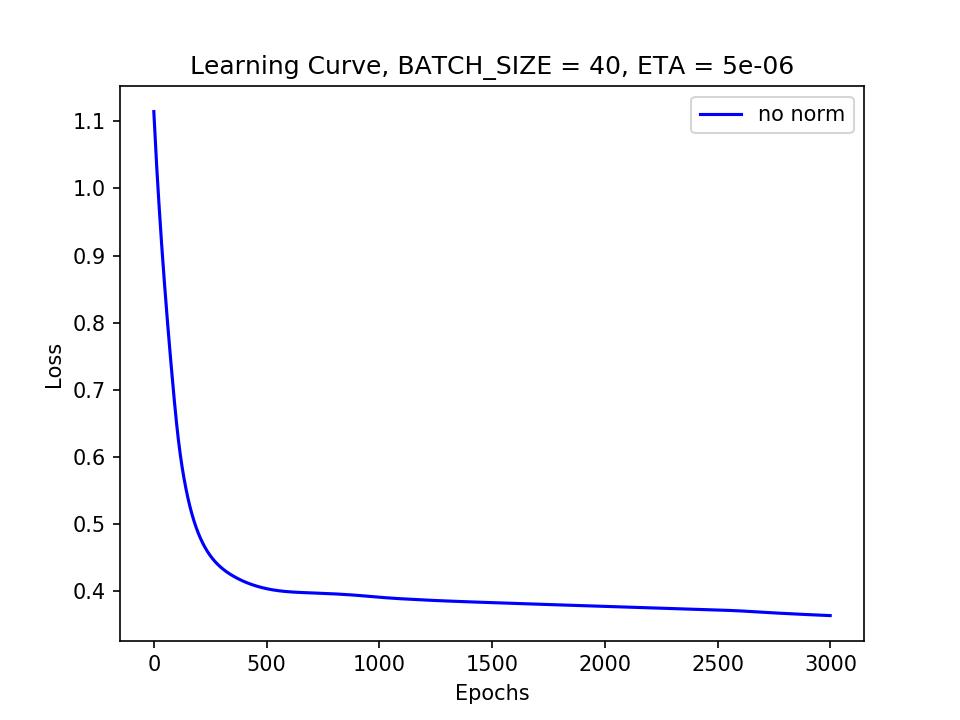 Learning Curve, BATCH_SIZE = 40, ETA = 5e-06
no norm
1.1
1.0
0.9
0.8
0.7
0.6
0.5
0.4
Loss
0 500 1000 1500 2000 2500 3000
Epochs